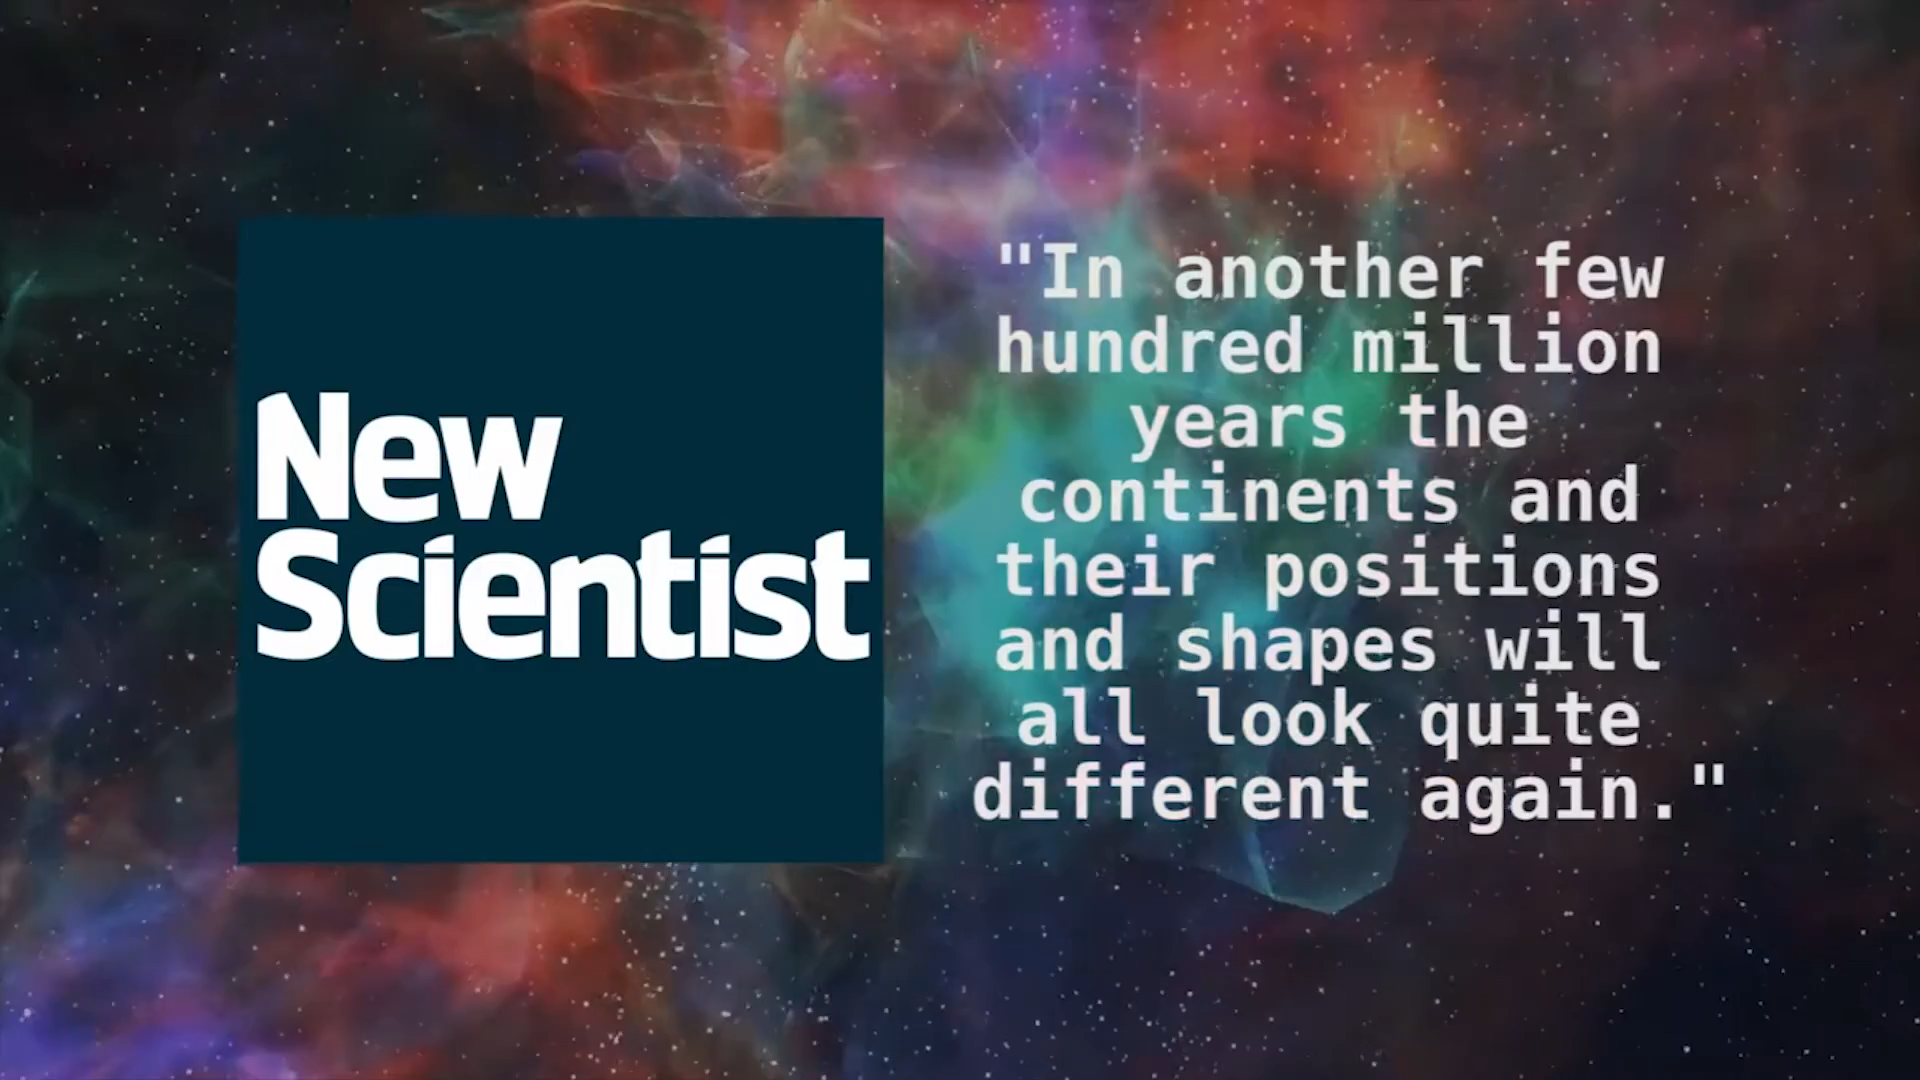 New
Scientist
"In another few
hundred million
years the
continents and
their positions
and shapes will
all look quite
different again."